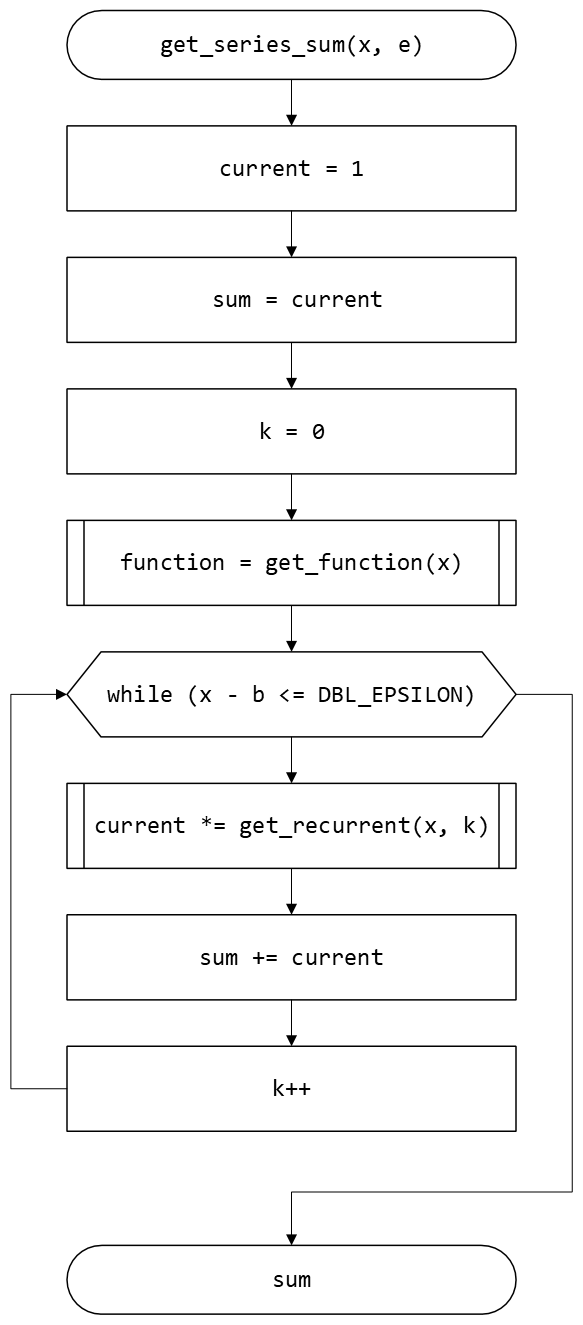 get_series_sum(x, e)
current = 1
sum = current
k = 0
function = get_function(x)
while (x - b <= DBL_EPSILON)
current *= get_recurrent(x, k)
sum += current
k++
sum